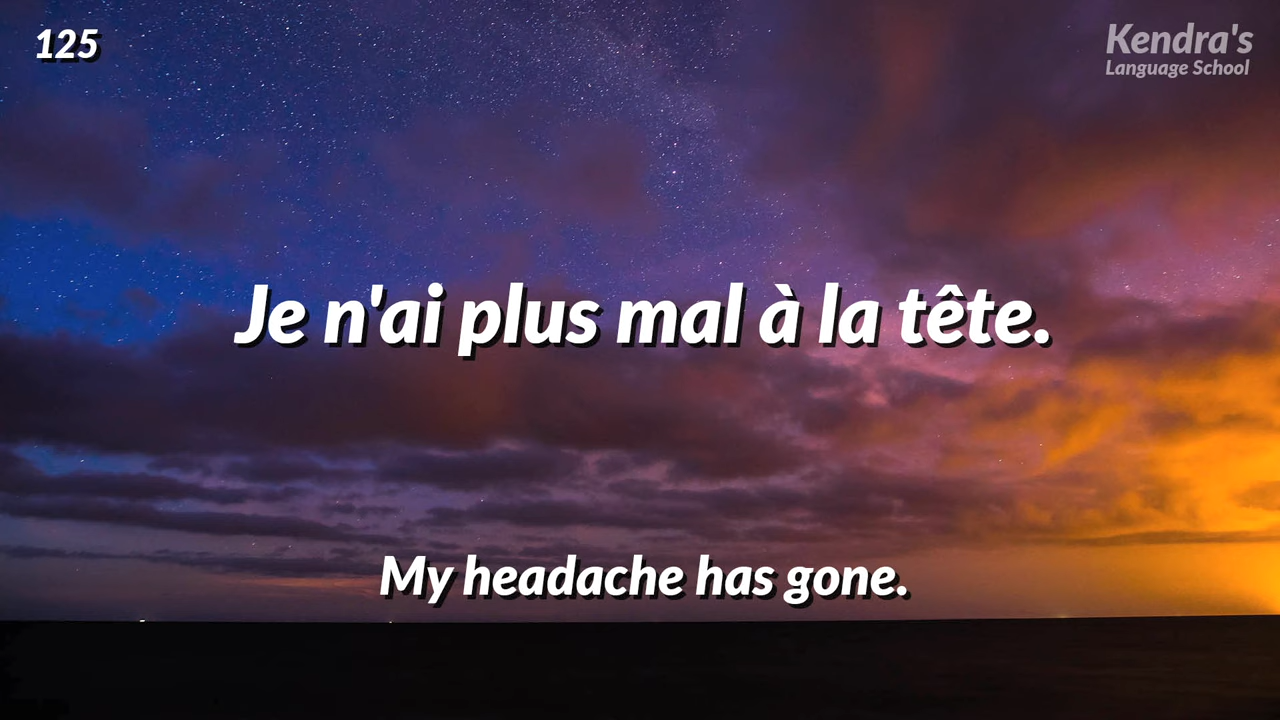 125
Kendra's
Language School
Je n'ai plus mal à la tête.
My headache has gone.